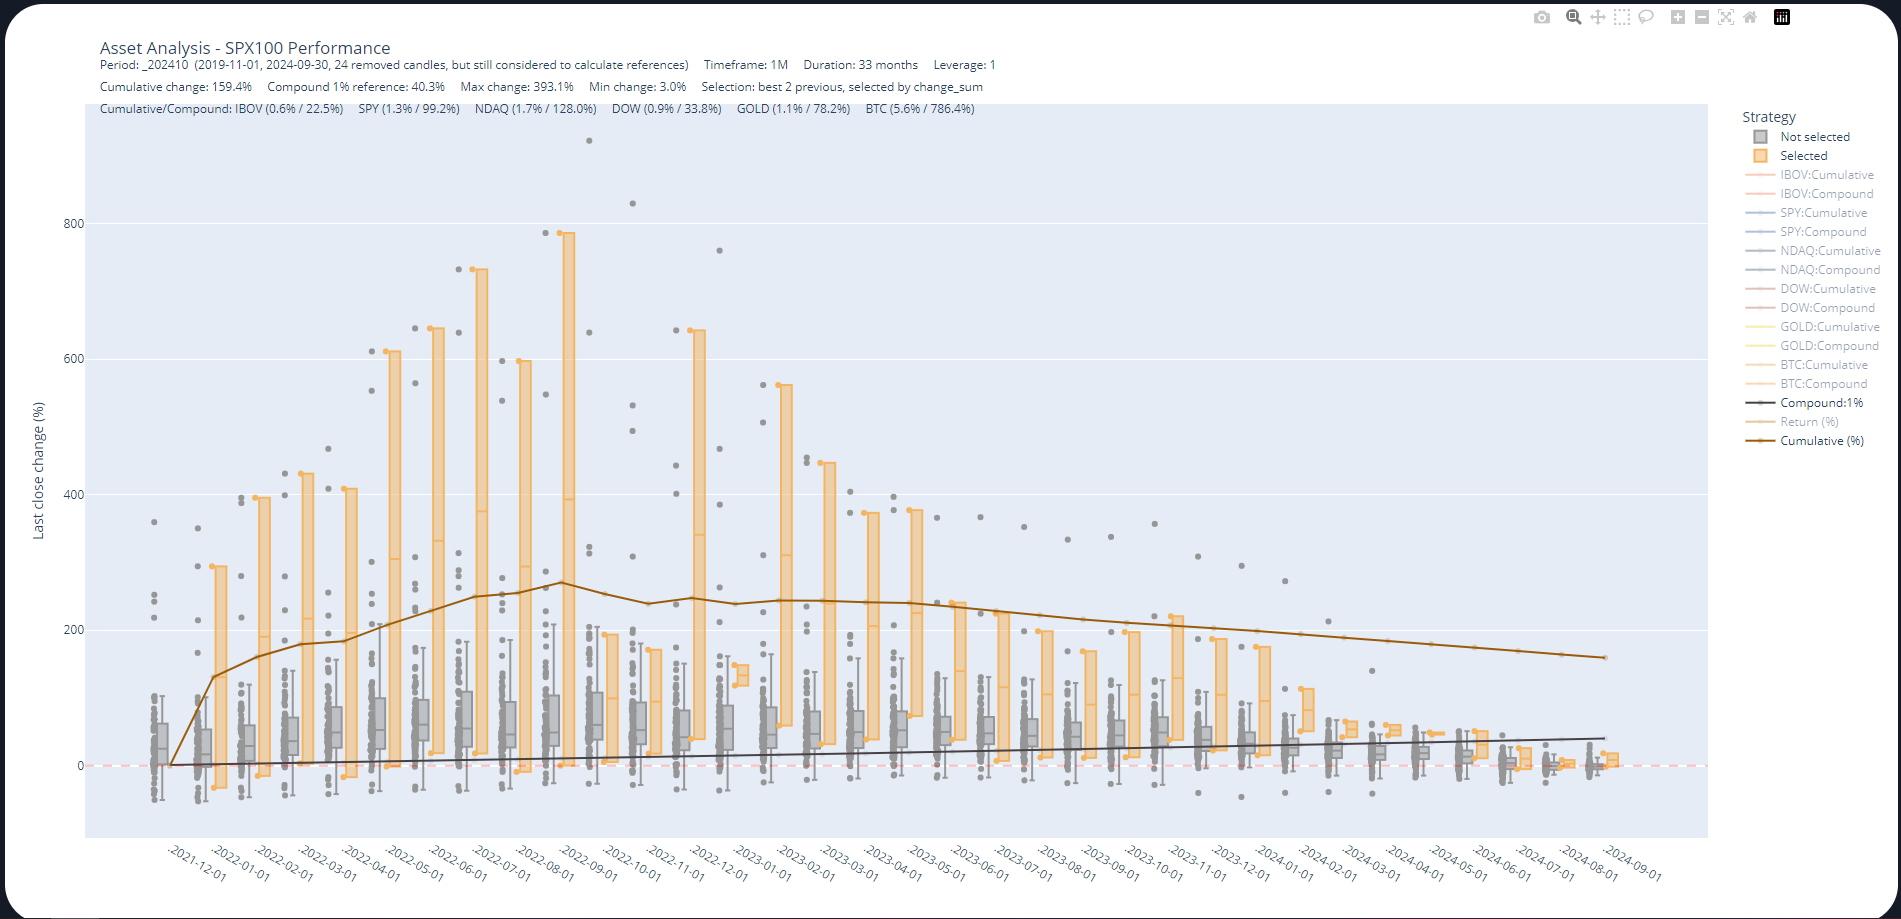 Asset Analysis - SPX100 Performance
Period: _202410 (2019-11-01, 2024-09-30, 24 removed candles, but still considered to calculate references) Timeframe: 1M Duration: 33 months Leverage: 1
Cumulative change: 159.4% Compound 1% reference: 40.3% Max change: 393.1% Min change: 3.0% Selection: best 2 previous, selected by change_sum
Cumulative/Compound: IBOV (0.6% / 22.5%) SPY (1.3% / 99.2%) NDAQ (1.7% / 128.0%) DOW (0.9% / 33.8%) GOLD (1.1% / 78.2%) BTC (5.6% / 786.4%)
Strategy
Not selected
Selected
IBOV:Cumulative
IBOV:Compound
SPY:Cumulative
SPY:Compound
NDAQ:Cumulative
NDAQ:Compound
DOW:Cumulative
DOW:Compound
GOLD:Cumulative
GOLD:Compound
BTC:Cumulative
BTC:Compound
Compound:1%
Return (%)
Cumulative (%)
Last close change (%)
800
600
400
200
0
.2021-12-01
.2022-01-01
.2022-02-01
.2022-03-01
.2022-04-01
.2022-05-01
.2022-06-01
.2022-07-01
.2022-08-01
.2022-09-01
.2022-10-01
.2022-11-01
.2022-12-01
.2023-01-01
.2023-02-01
.2023-03-01
.2023-04-01
.2023-05-01
.2023-06-01
.2023-07-01
.2023-08-01
.2023-09-01
.2023-10-01
.2023-11-01
.2023-12-01
.2024-01-01
.2024-02-01
.2024-03-01
.2024-04-01
.2024-05-01
.2024-06-01
.2024-07-01
.2024-08-01
.2024-09-01